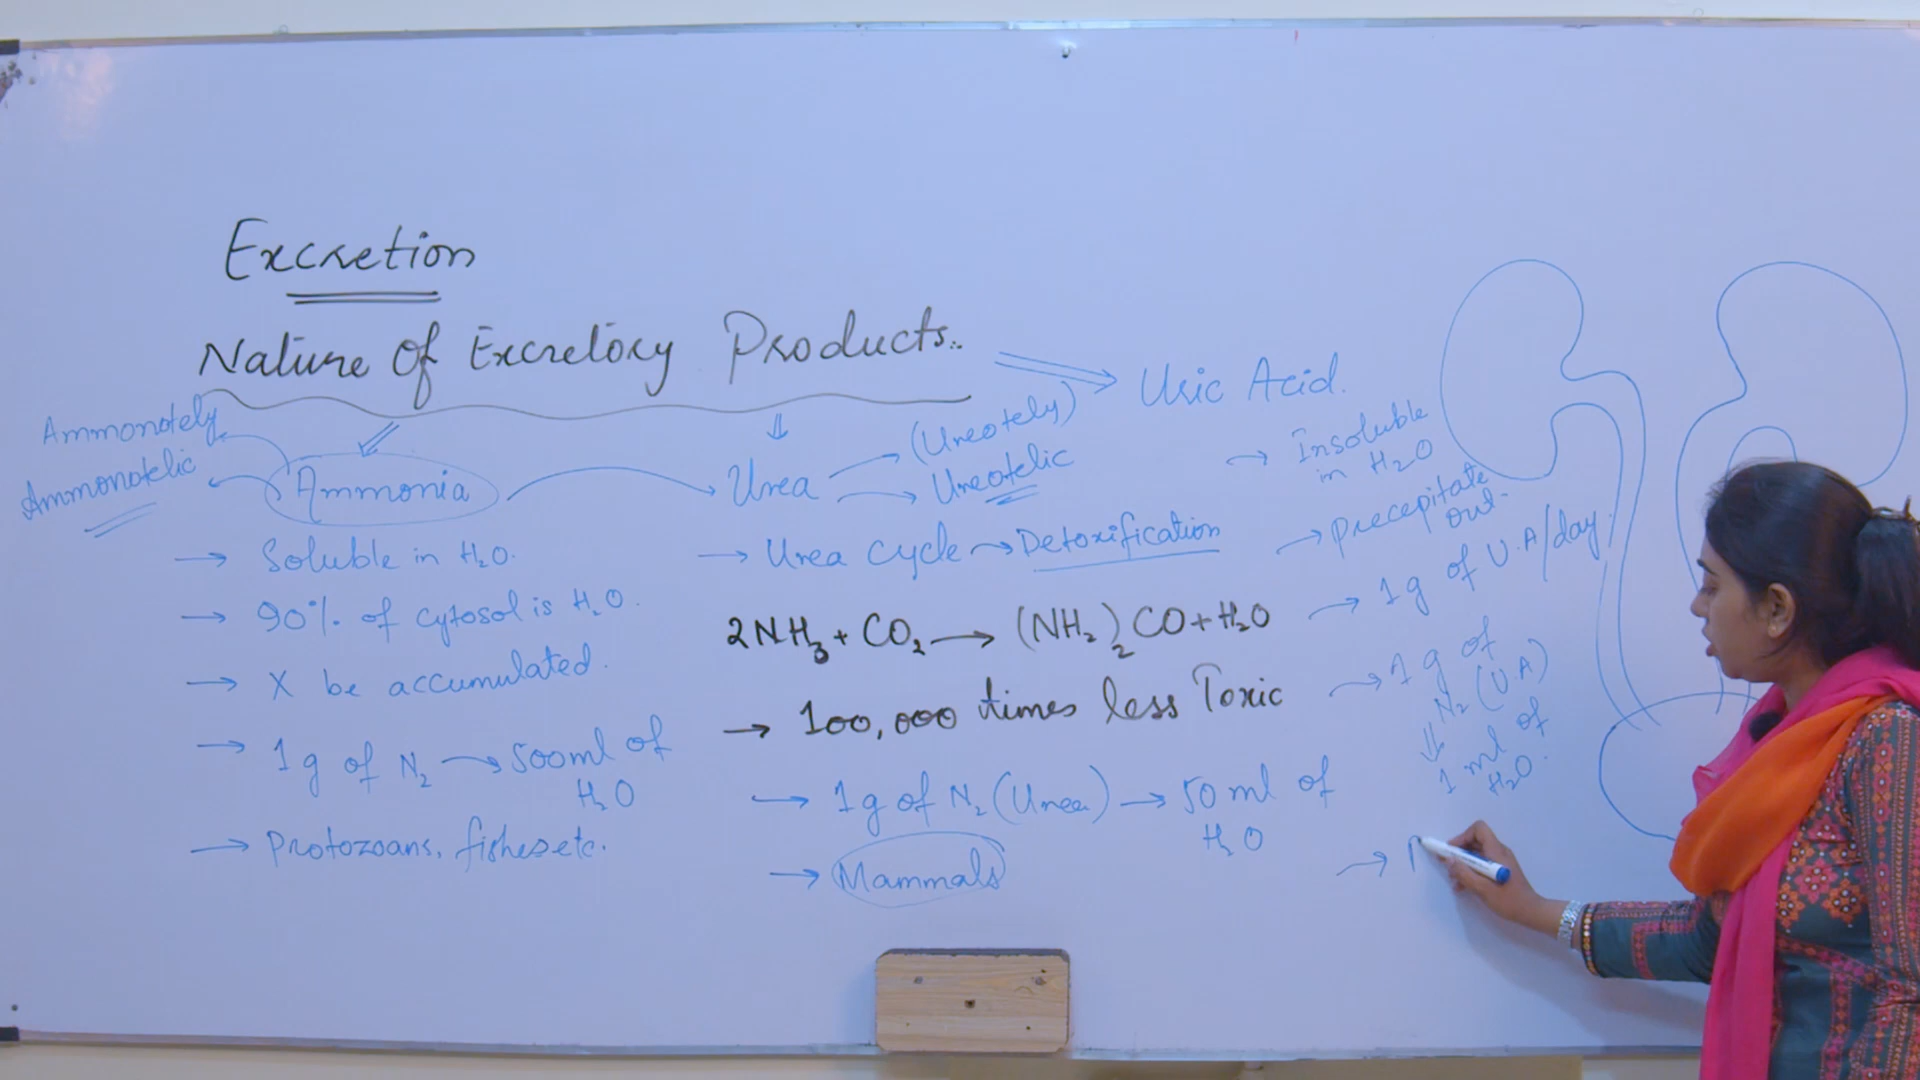 Excretion
Nature Of Excretory Products..
Ammonotely
Ammonotelic
Ammonia
→ Soluble in H₂O.
→ 90% of cytosol is H₂O.
→ X be accumulated.
→ 1g of N₂ → 500ml of
H₂O
→ Protozoans, fishes etc.
Urea
(Ureotely)
Ureotelic
→ Urea Cycle → Detoxification
2NH₃ + CO₂ → (NH₂)₂CO + H₂O
→ 100,000 times less Toxic
→ 1g of N₂ (Urea) → 50 ml of
H₂O
→ Mammals
Uric Acid.
→ Insoluble
in H₂O
→ Precepitate
out.
→ 1g of U.A/day
→ 1 g of
N₂ (U.A)
⇓
1 ml of
H₂O.
→